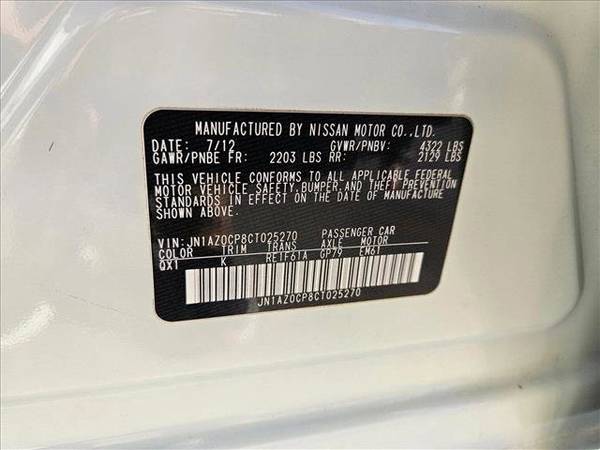 MANUFACTURED BY NISSAN MOTOR CO.,LTD.
DATE: 7/12 GVWR/PNBV: 4322 LBS
GAWR/PNBE FR: 2203 LBS RR: 2129 LBS
THIS VEHICLE CONFORMS TO ALL APPLICABLE FEDERAL
MOTOR VEHICLE SAFETY,BUMPER,AND THEFT PREVENTION
STANDARDS IN EFFECT ON THE DATE OF MANUFACTURE
SHOWN ABOVE.
VIN:JN1AZ0CP8CT025270 PASSENGER CAR
COLOR TRIM TRANS AXLE MOTOR
QX1 K RE1F61A GP79 EM61
JN1AZ0CP8CT025270